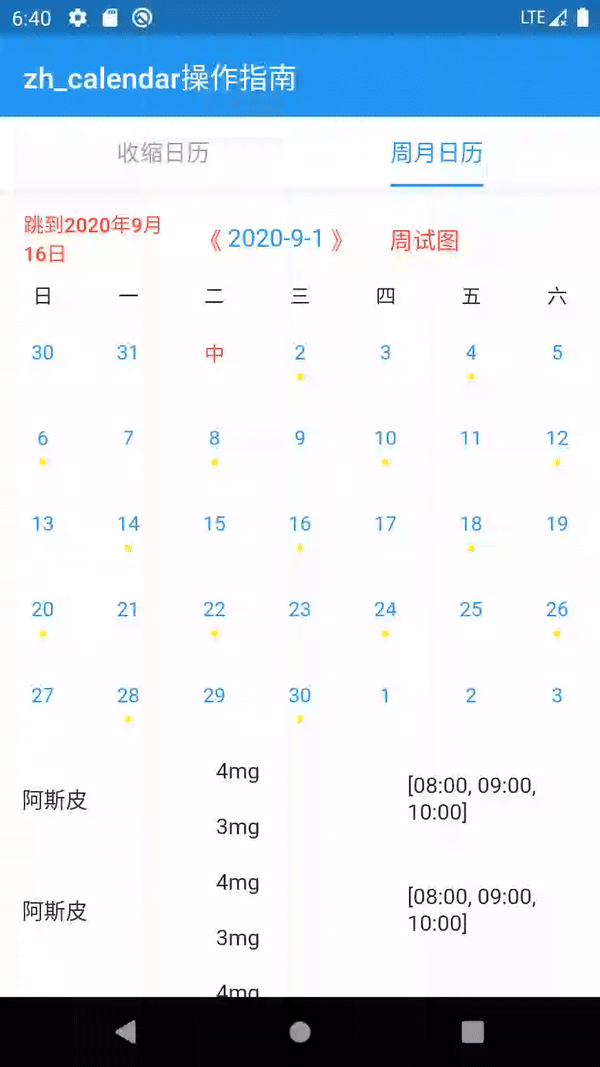 6:40 LTE
zh_calendar操作指南
收缩日历 周月日历
跳到2020年9月
16日
《 2020-9-1 》 周试图
日 一 二 三 四 五 六
30 31 中 2 3 4 5
6 7 8 9 10 11 12
13 14 15 16 17 18 19
20 21 22 23 24 25 26
27 28 29 30 1 2 3
阿斯皮
4mg
3mg
[08:00, 09:00,
10:00]
阿斯皮
4mg
3mg
[08:00, 09:00,
10:00]
4mg